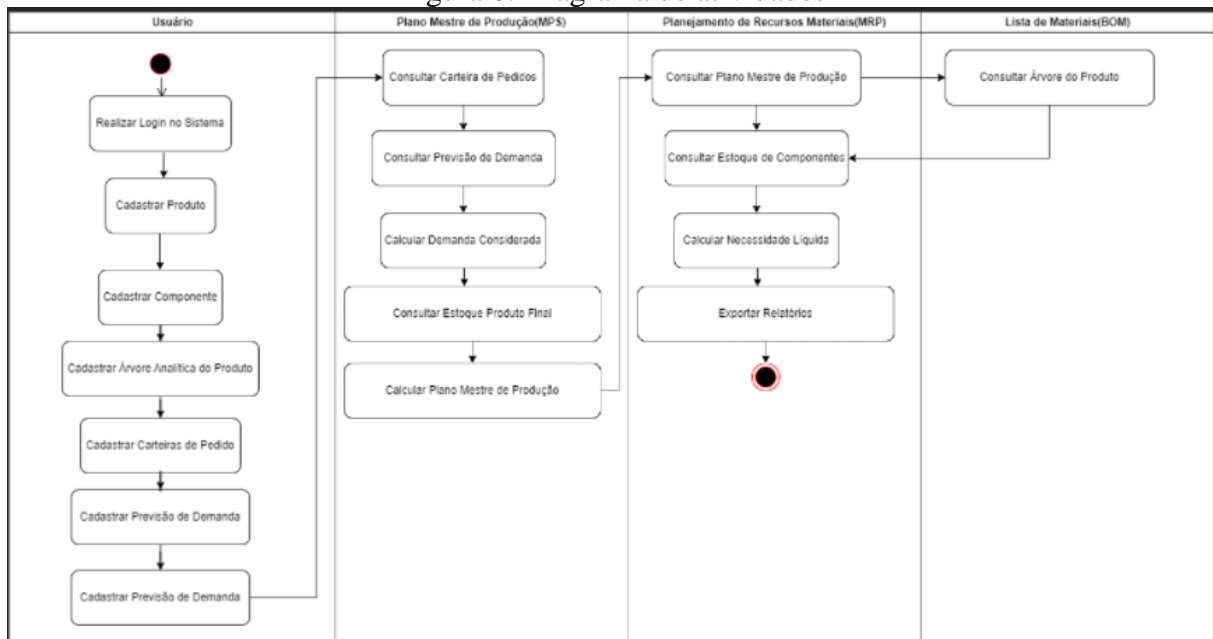 Usuário
Plano Mestre de Produção(MPS)
Planejamento de Recursos Materiais(MRP)
Lista de Materiais(BOM)
Realizar Login no Sistema
Cadastrar Produto
Cadastrar Componente
Cadastrar Árvore Analítica do Produto
Cadastrar Carteiras de Pedido
Cadastrar Previsão de Demanda
Cadastrar Previsão de Demanda
Consultar Carteira de Pedidos
Consultar Previsão de Demanda
Calcular Demanda Considerada
Consultar Estoque Produto Final
Calcular Plano Mestre de Produção
Consultar Plano Mestre de Produção
Consultar Estoque de Componentes
Calcular Necessidade Líquida
Exportar Relatórios
Consultar Árvore do Produto